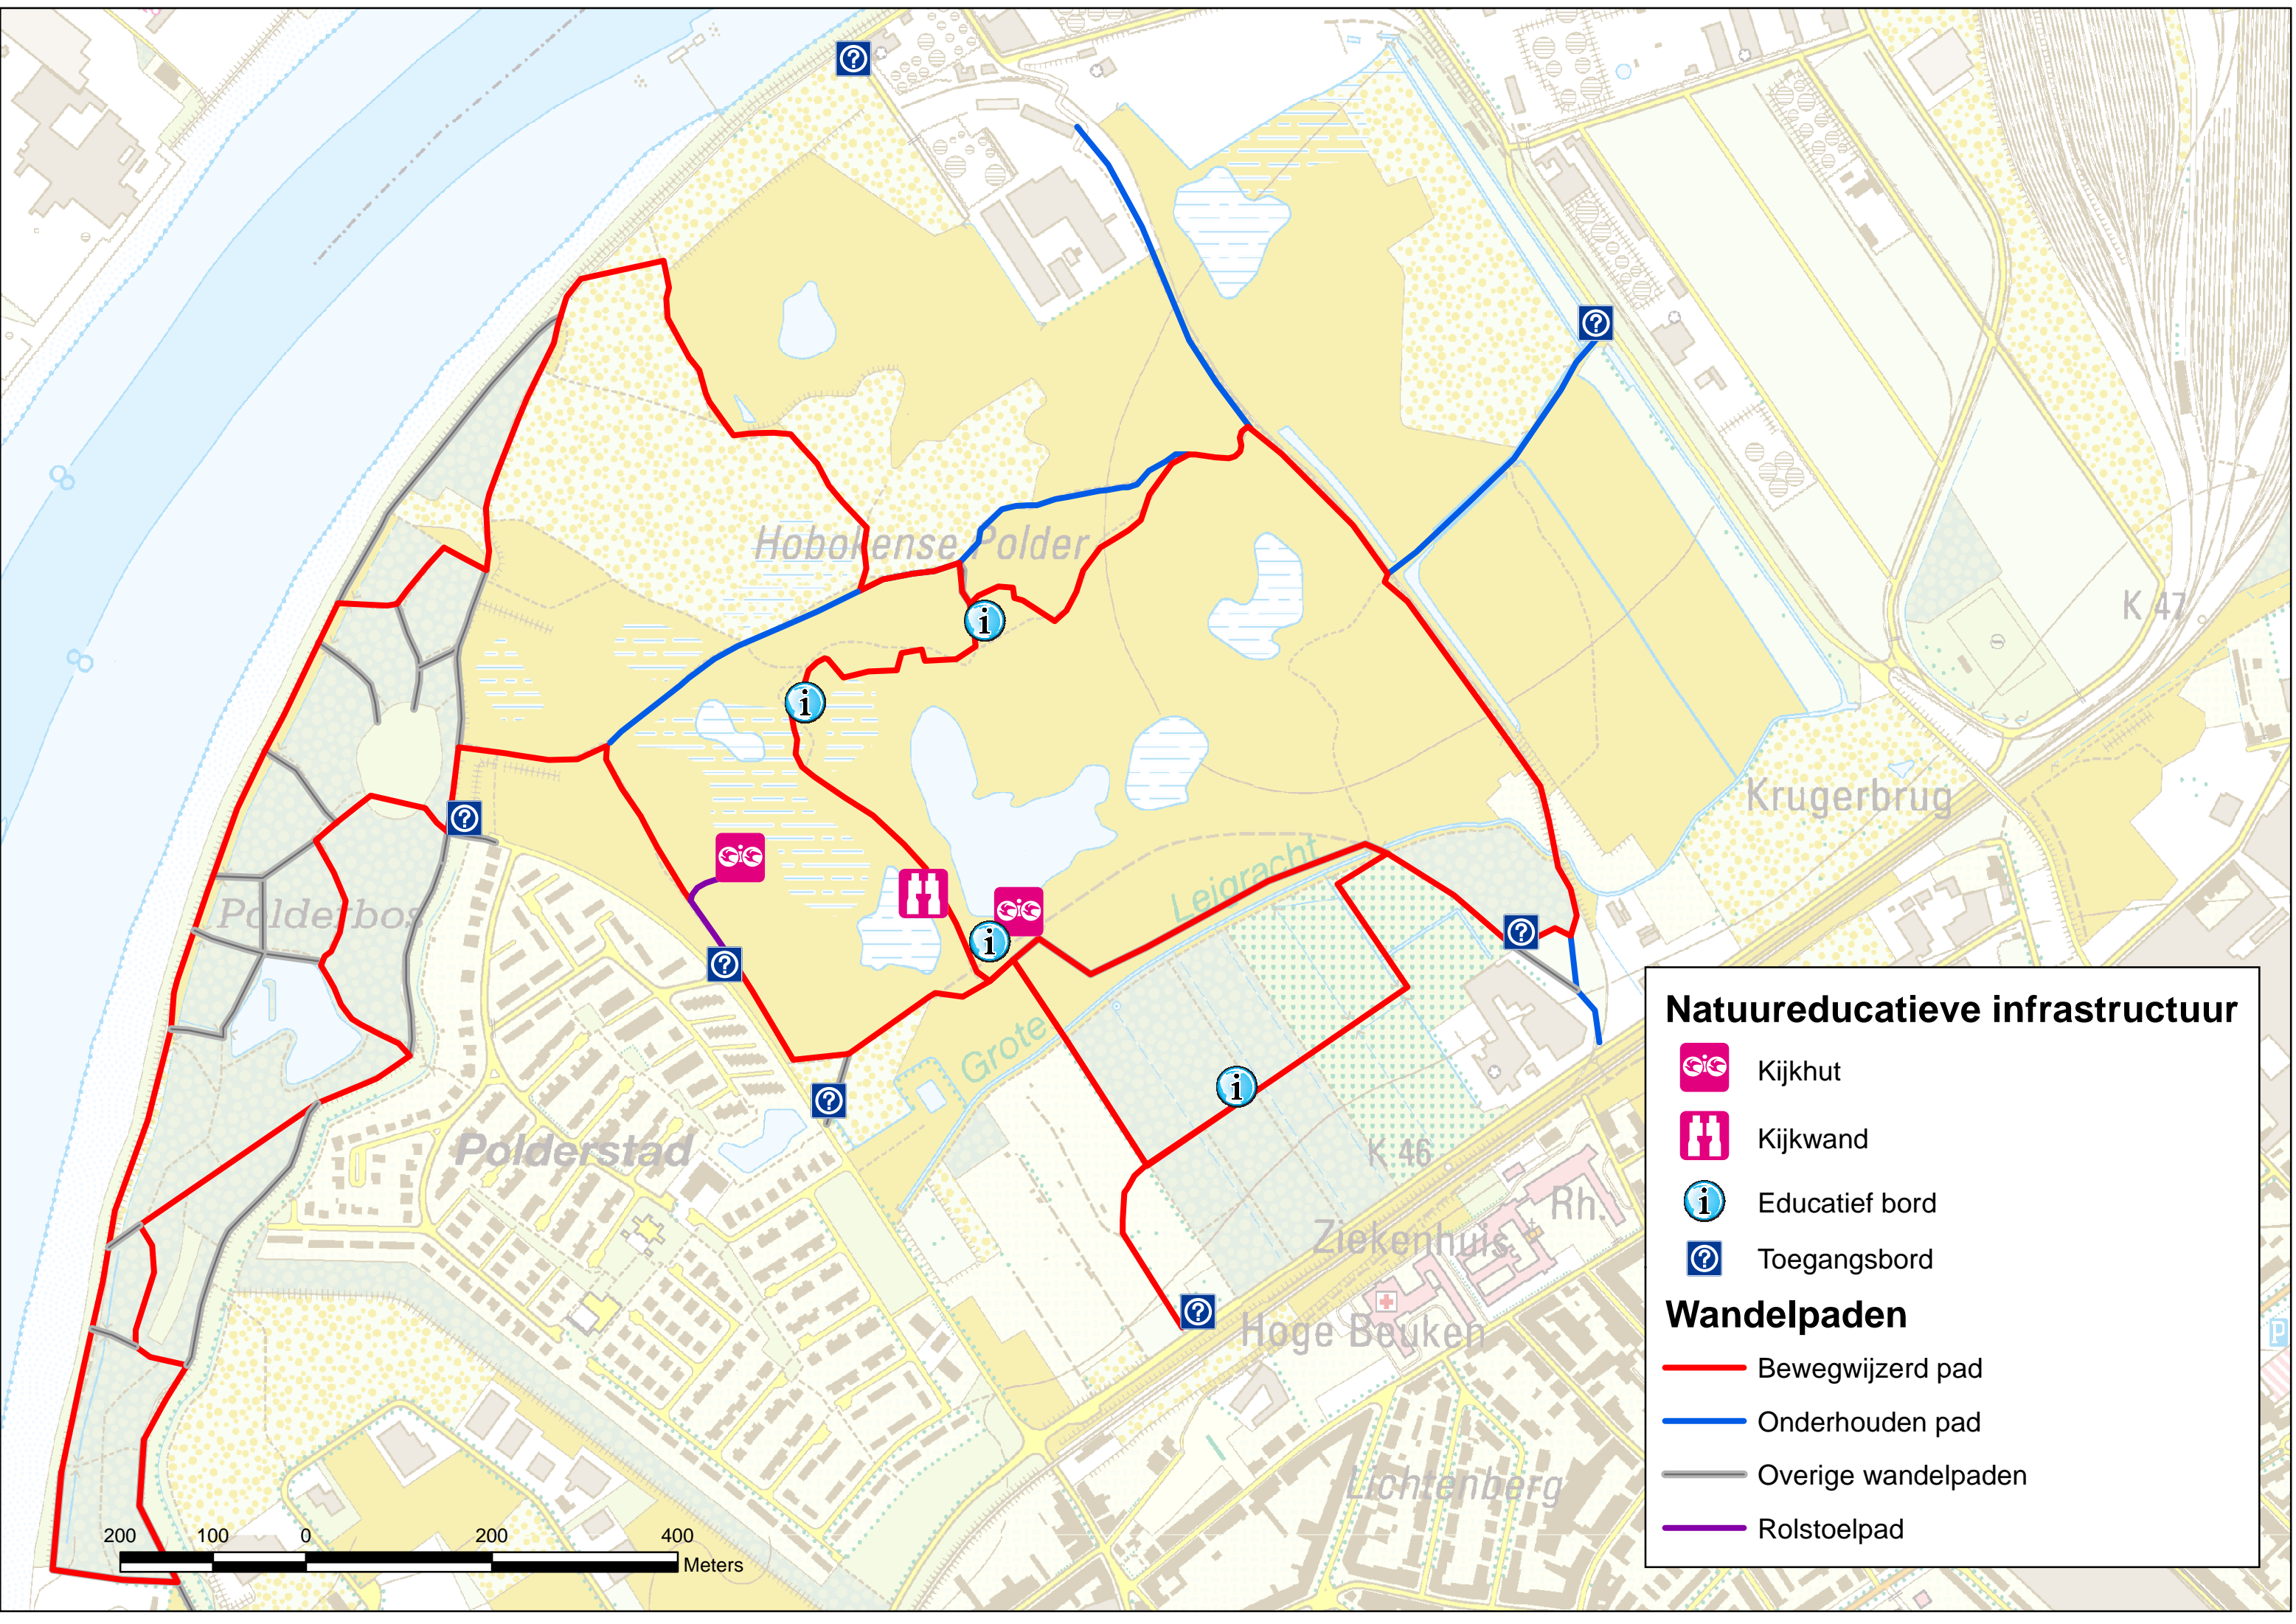 Hobokense Polder
K 47
Krugerbrug
Leigracht
Polderbos
Grote
Polderstad
K 46
Rh.
Ziekenhuis
Hoge Beuken
Lichtenberg
P
Natuureducatieve infrastructuur
Kijkhut
Kijkwand
i Educatief bord
? Toegangsbord
Wandelpaden
Bewegwijzerd pad
Onderhouden pad
Overige wandelpaden
Rolstoelpad
200 100 0 200 400
Meters